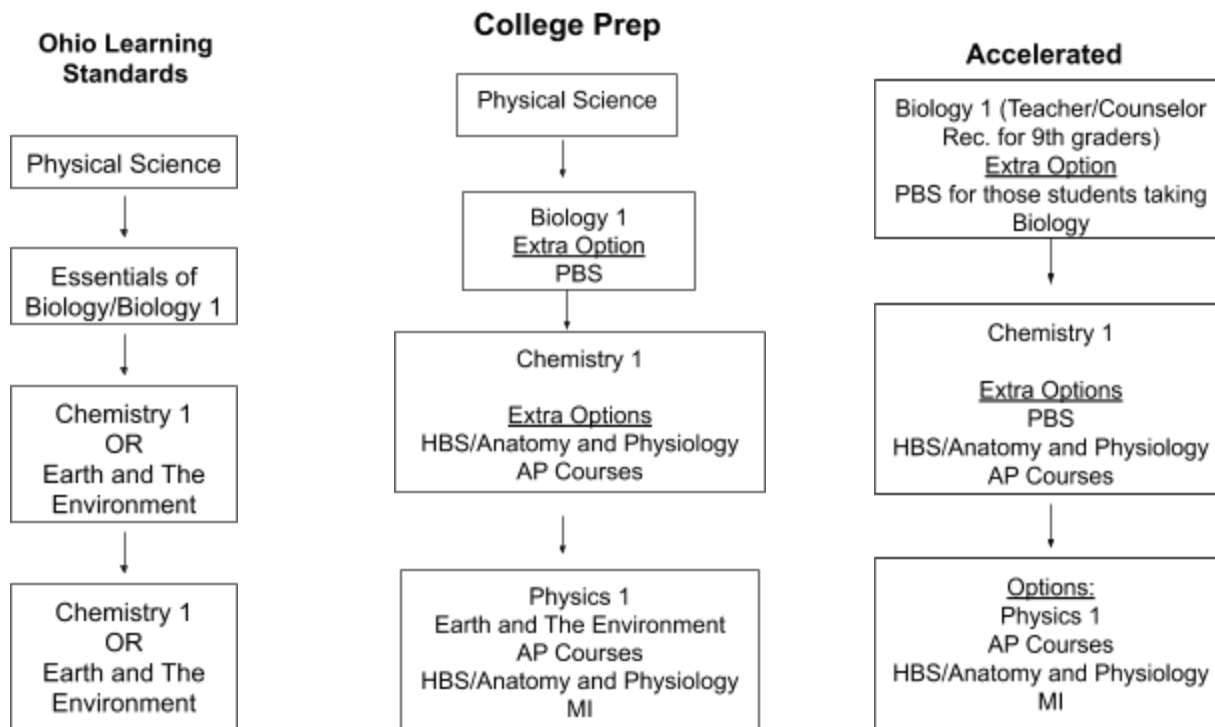 Ohio Learning
Standards
Physical Science
Essentials of
Biology/Biology 1
Chemistry 1
OR
Earth and The
Environment
Chemistry 1
OR
Earth and The
Environment
College Prep
Physical Science
Biology 1
Extra Option
PBS
Chemistry 1
Extra Options
HBS/Anatomy and Physiology
AP Courses
Physics 1
Earth and The Environment
AP Courses
HBS/Anatomy and Physiology
MI
Accelerated
Biology 1 (Teacher/Counselor
Rec. for 9th graders)
Extra Option
PBS for those students taking
Biology
Chemistry 1
Extra Options
PBS
HBS/Anatomy and Physiology
AP Courses
Options:
Physics 1
AP Courses
HBS/Anatomy and Physiology
MI